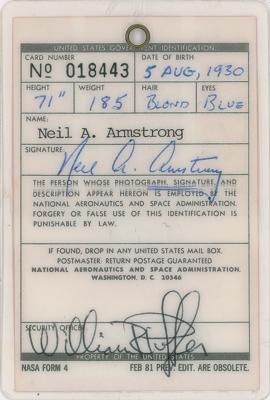 UNITED STATES GOVERNMENT IDENTIFICATION
CARD NUMBER DATE OF BIRTH
No 018443 5 AUG, 1930
HEIGHT WEIGHT HAIR EYES
71" 185 BLOND BLUE
NAME:
Neil A. Armstrong
SIGNATURE:
Neil A. Armstrong
THE PERSON WHOSE PHOTOGRAPH, SIGNATURE, AND
DESCRIPTION APPEAR HEREON IS EMPLOYED BY THE
NATIONAL AERONAUTICS AND SPACE ADMINISTRATION.
FORGERY OR FALSE USE OF THIS IDENTIFICATION IS
PUNISHABLE BY LAW.
IF FOUND, DROP IN ANY UNITED STATES MAIL BOX.
POSTMASTER: RETURN POSTAGE GUARANTEED
NATIONAL AERONAUTICS AND SPACE ADMINISTRATION,
WASHINGTON, D. C. 20546
SECURITY OFFICER
William
PROPERTY OF THE UNITED STATES
NASA FORM 4 FEB 81 PREV. EDIT. ARE OBSOLETE.